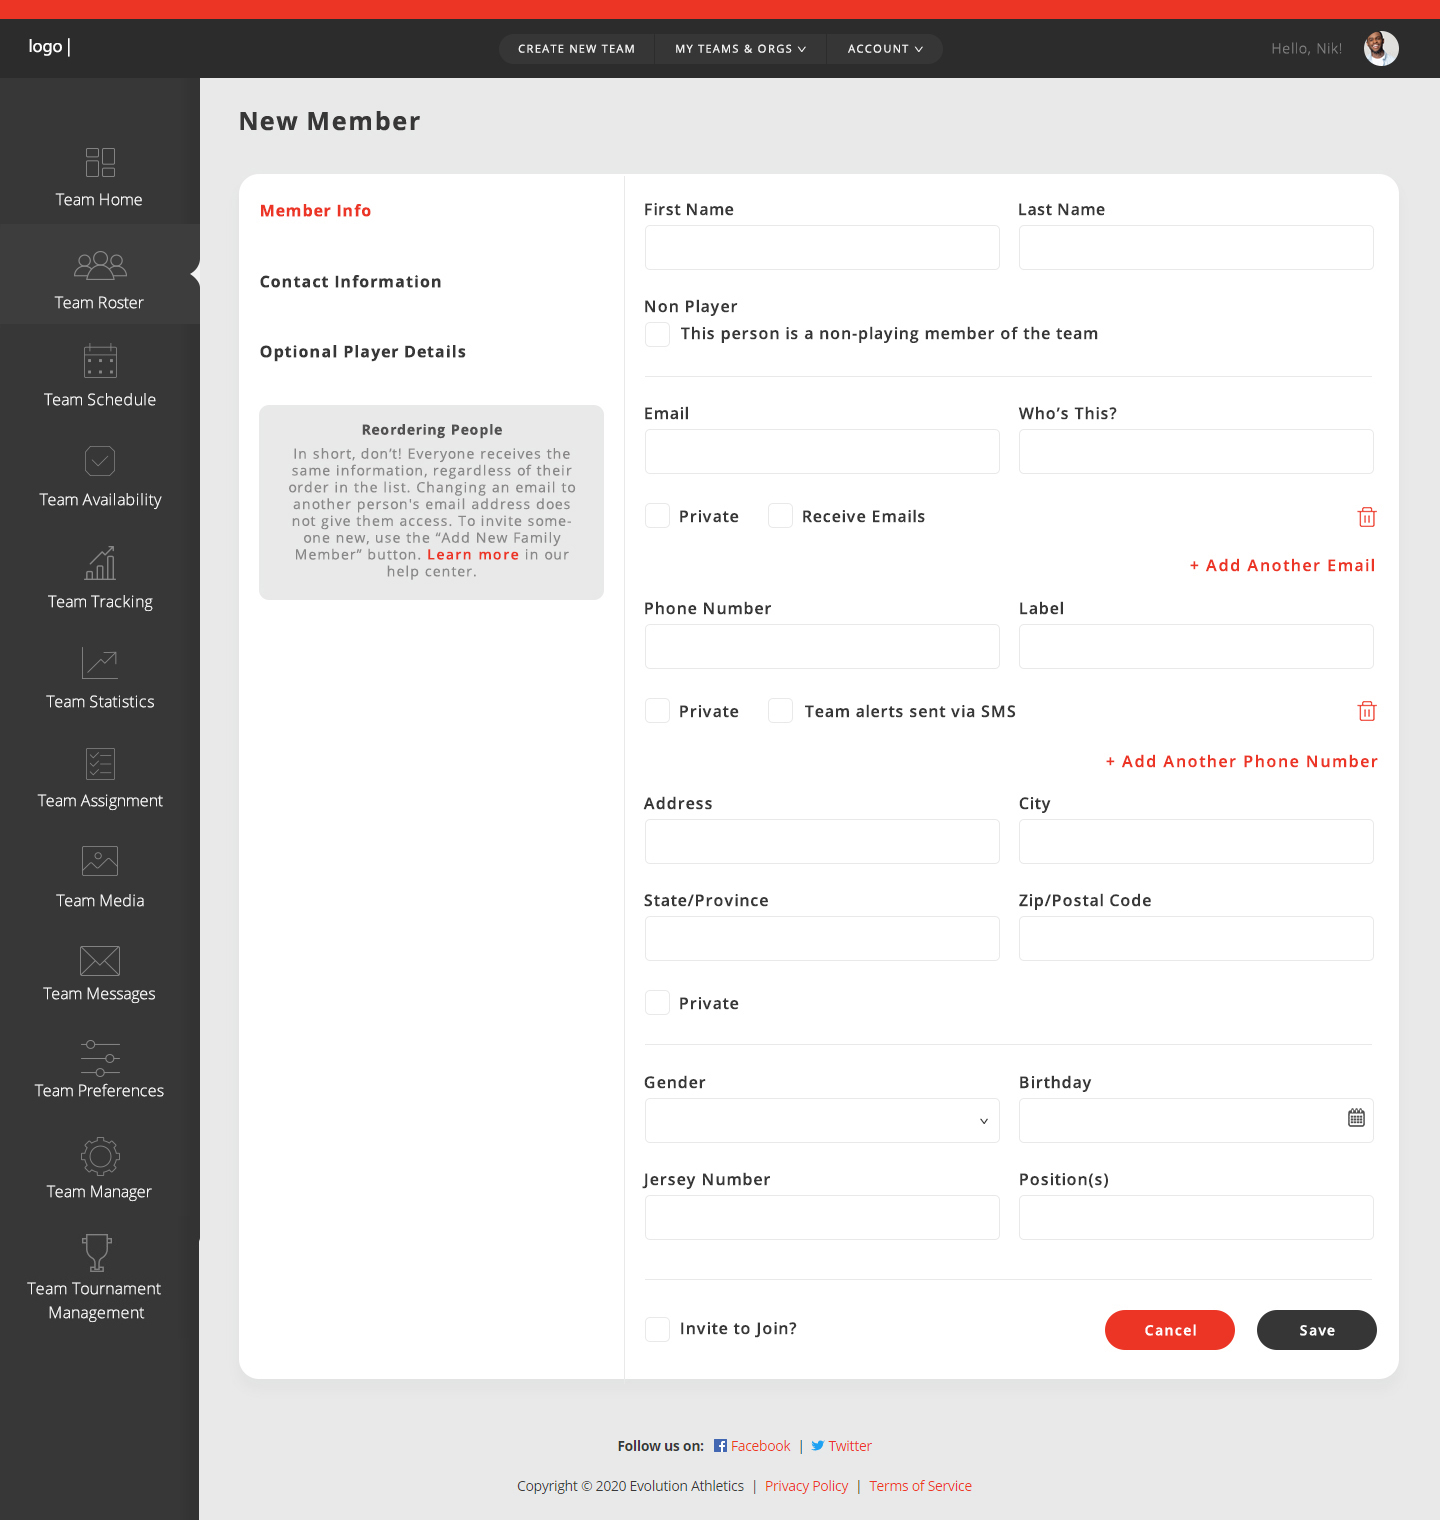 logo |
CREATE NEW TEAM
MY TEAMS & ORGS
ACCOUNT
Hello, Nik!
Team Home
Team Roster
Team Schedule
Team Availability
Team Tracking
Team Statistics
Team Assignment
Team Media
Team Messages
Team Preferences
Team Manager
Team Tournament
Management
New Member
Member Info
Contact Information
Optional Player Details
Reordering People
In short, don’t! Everyone receives the
same information, regardless of their
order in the list. Changing an email to
another person's email address does
not give them access. To invite some-
one new, use the “Add New Family
Member” button. Learn more in our
help center.
First Name
Last Name
Non Player
This person is a non-playing member of the team
Email
Who’s This?
Private
Receive Emails
+ Add Another Email
Phone Number
Label
Private
Team alerts sent via SMS
+ Add Another Phone Number
Address
City
State/Province
Zip/Postal Code
Private
Gender
Birthday
Jersey Number
Position(s)
Invite to Join?
Cancel
Save
Follow us on: Facebook | Twitter
Copyright © 2020 Evolution Athletics | Privacy Policy | Terms of Service